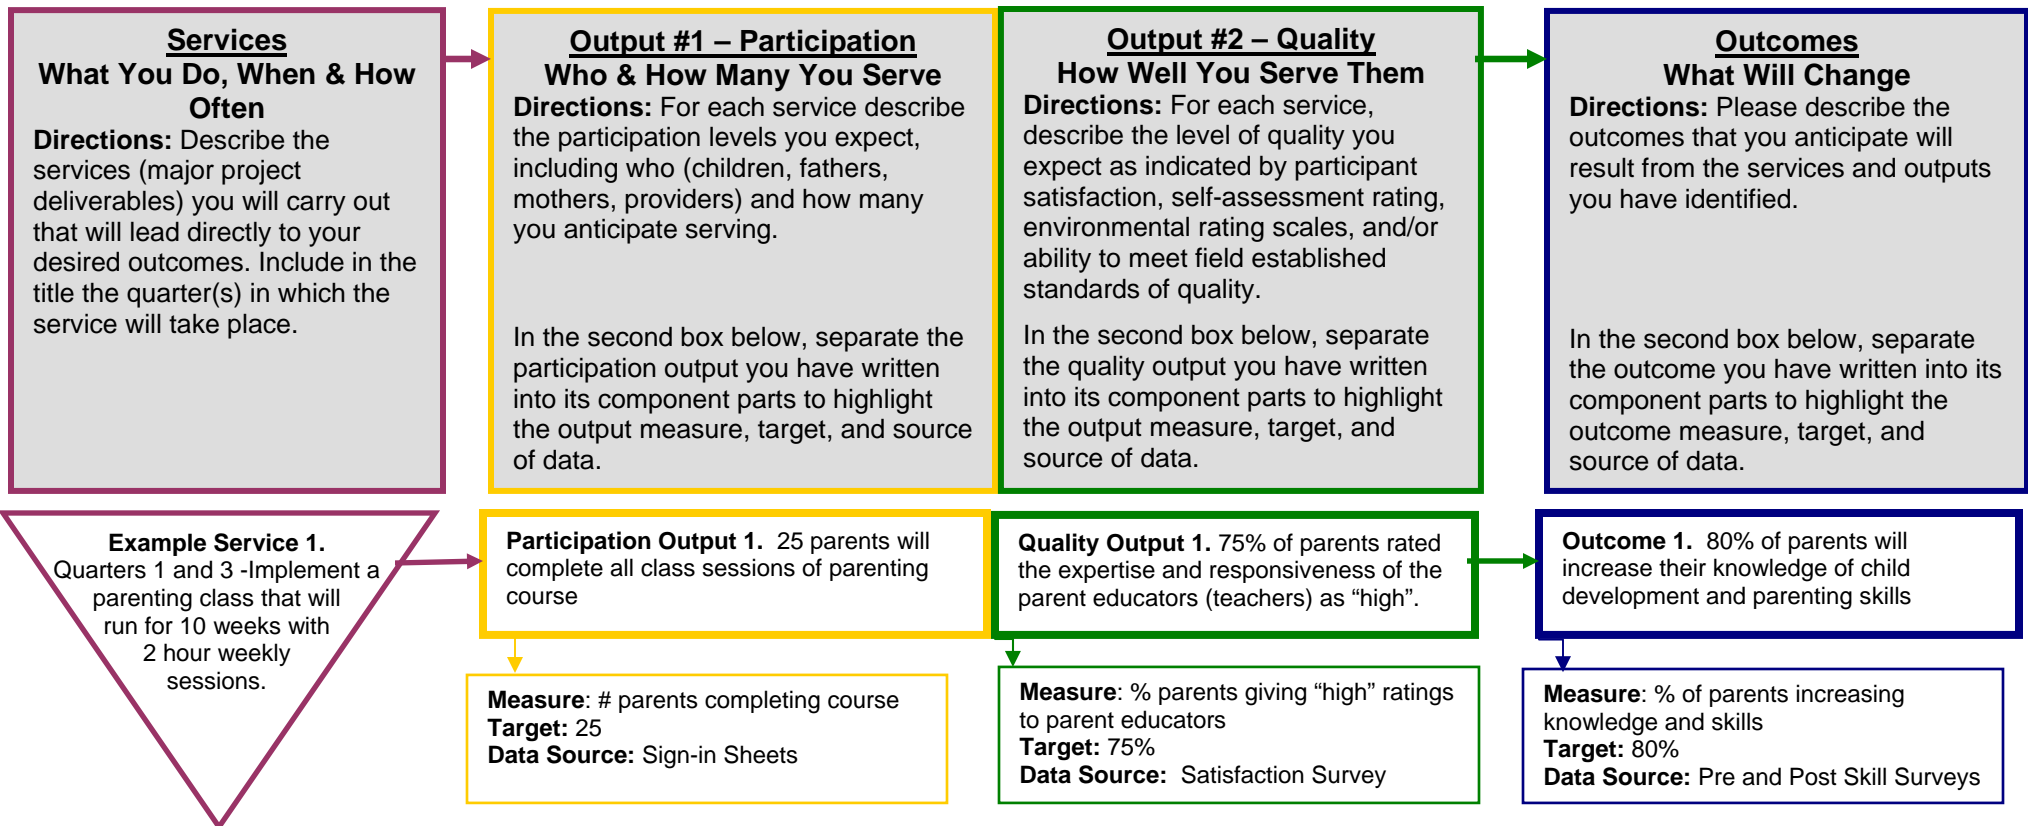 Services
What You Do, When & How
Often
Directions: Describe the
services (major project
deliverables) you will carry out
that will lead directly to your
desired outcomes. Include in the
title the quarter(s) in which the
service will take place.
Output #1 – Participation
Who & How Many You Serve
Directions: For each service describe
the participation levels you expect,
including who (children, fathers,
mothers, providers) and how many
you anticipate serving.
In the second box below, separate the
participation output you have written
into its component parts to highlight
the output measure, target, and source
of data.
Output #2 – Quality
How Well You Serve Them
Directions: For each service,
describe the level of quality you
expect as indicated by participant
satisfaction, self-assessment rating,
environmental rating scales, and/or
ability to meet field established
standards of quality.
In the second box below, separate
the quality output you have written
into its component parts to highlight
the output measure, target, and
source of data.
Outcomes
What Will Change
Directions: Please describe the
outcomes that you anticipate will
result from the services and outputs
you have identified.
In the second box below, separate
the outcome you have written into its
component parts to highlight the
outcome measure, target, and
source of data.
Example Service 1.
Quarters 1 and 3 -Implement a
parenting class that will
run for 10 weeks with
2 hour weekly
sessions.
Participation Output 1. 25 parents will
complete all class sessions of parenting
course
Measure: # parents completing course
Target: 25
Data Source: Sign-in Sheets
Quality Output 1. 75% of parents rated
the expertise and responsiveness of the
parent educators (teachers) as “high”.
Measure: % parents giving “high” ratings
to parent educators
Target: 75%
Data Source: Satisfaction Survey
Outcome 1. 80% of parents will
increase their knowledge of child
development and parenting skills
Measure: % of parents increasing
knowledge and skills
Target: 80%
Data Source: Pre and Post Skill Surveys